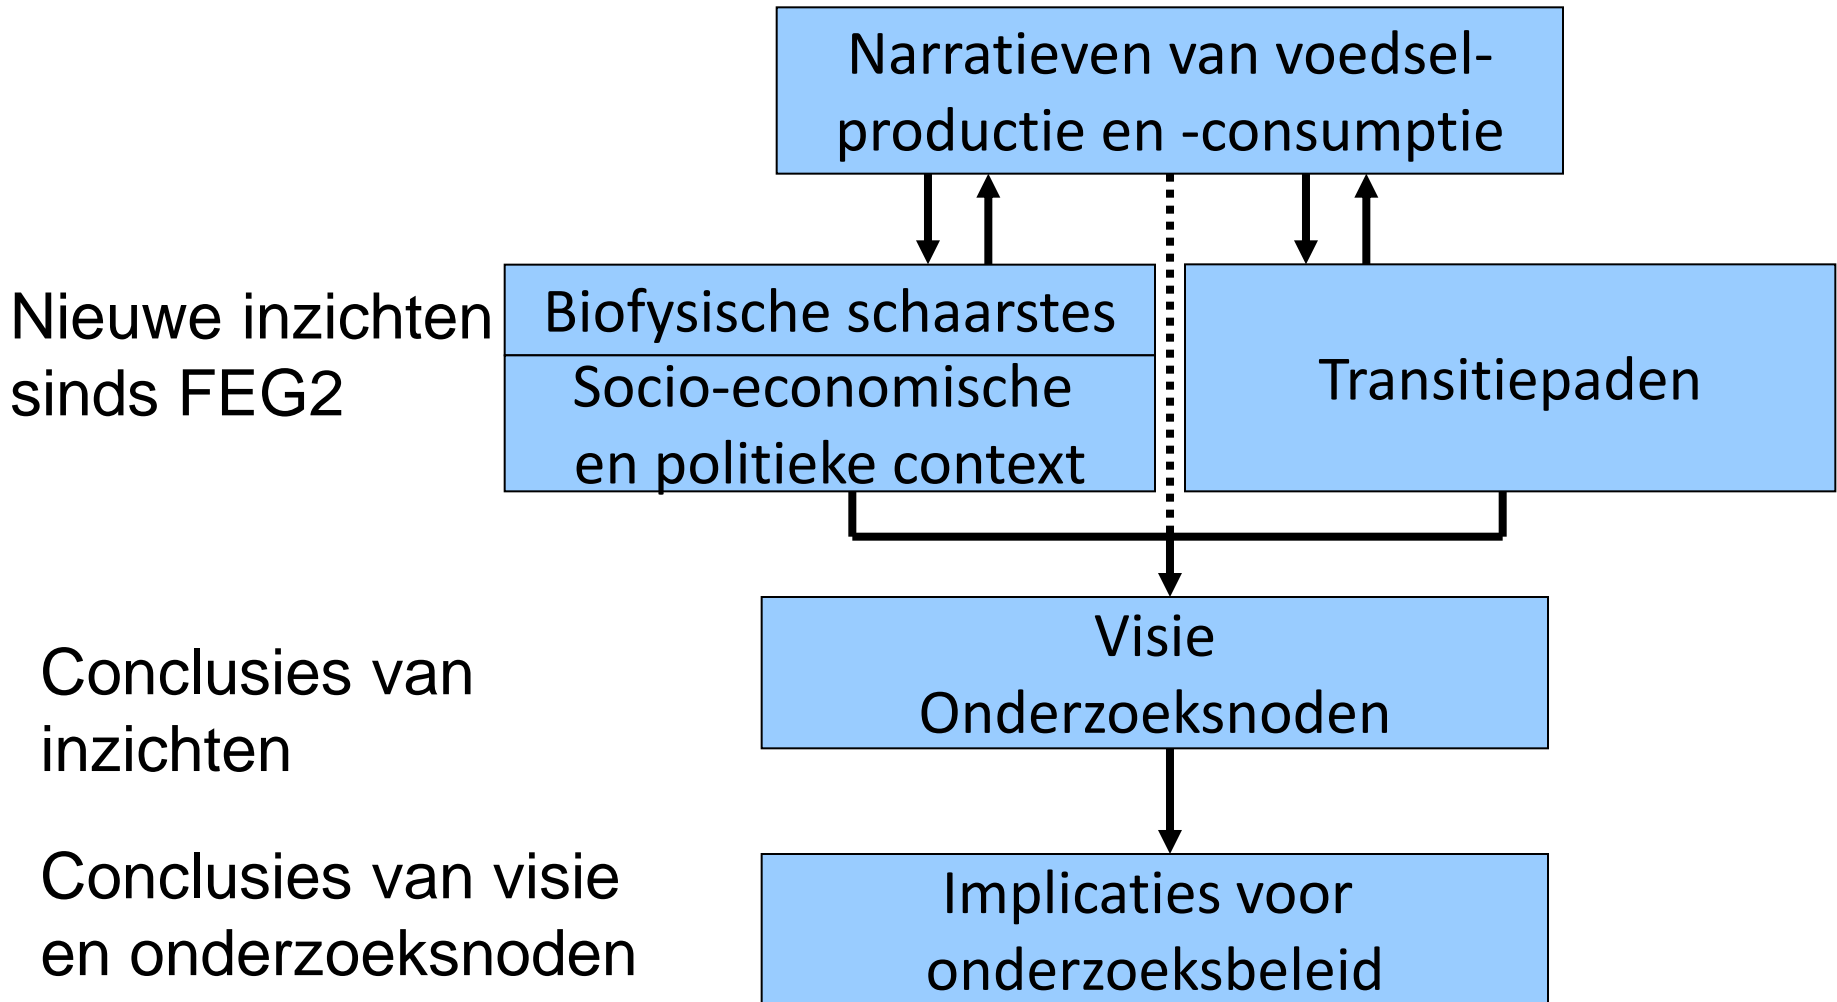 Narratieven van voedsel-
productie en -consumptie
Nieuwe inzichten
sinds FEG2
Biofysische schaarstes
Socio-economische
en politieke context
Transitiepaden
Conclusies van
inzichten
Visie
Onderzoeksnoden
Conclusies van visie
en onderzoeksnoden
Implicaties voor
onderzoeksbeleid